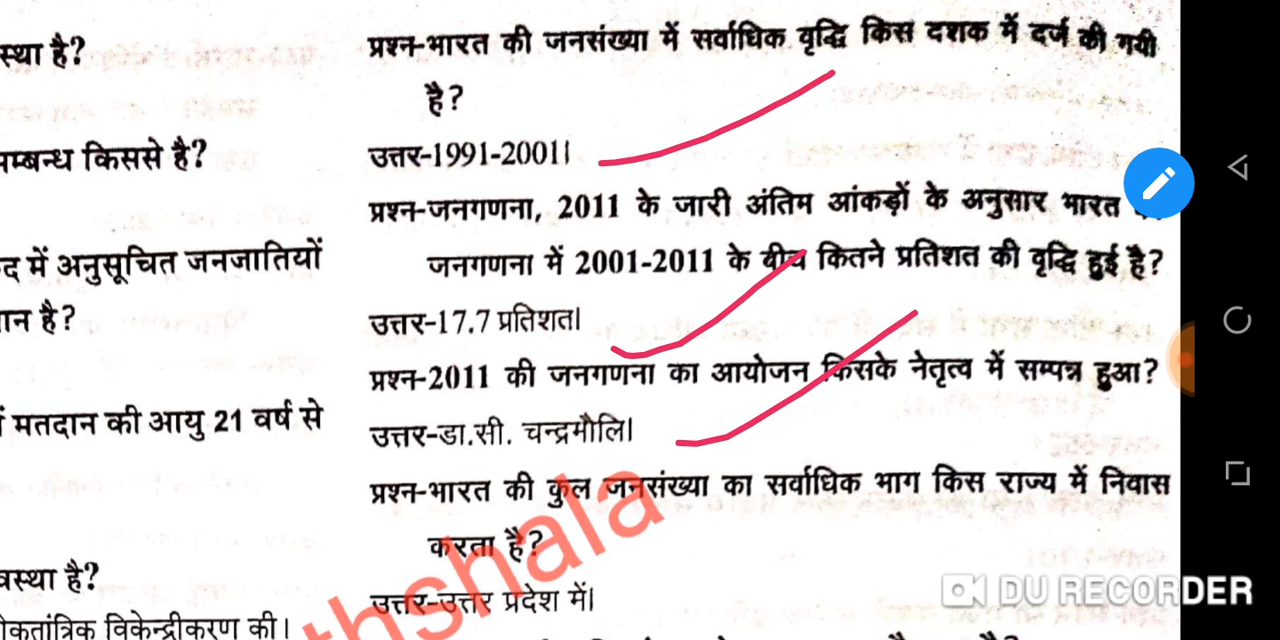 स्था है?
म्बन्ध किससे है?
में अनुसूचित जनजातियों
है?
मतदान की आयु 21 वर्ष से
है?
विकेन्द्रीकरण की।
प्रश्न-भारत की जनसंख्या में सर्वाधिक वृद्धि किस दशक में दर्ज की गयी
है?
उत्तर-1991-2001।
प्रश्न-जनगणना, 2011 के जारी अंतिम आंकड़ों के अनुसार भारत
जनगणना में 2001-2011 के बीच कितने प्रतिशत की वृद्धि हुई है?
उत्तर-17.7 प्रतिशत।
प्रश्न-2011 की जनगणना का आयोजन किसके नेतृत्व में सम्पन्न हुआ?
उत्तर-डा.सी. चन्द्रमौलि।
प्रश्न-भारत की कुल जनसंख्या का सर्वाधिक भाग किस राज्य में निवास
करता है?
उत्तर-उत्तर प्रदेश में।
thshala
DU RECORDER